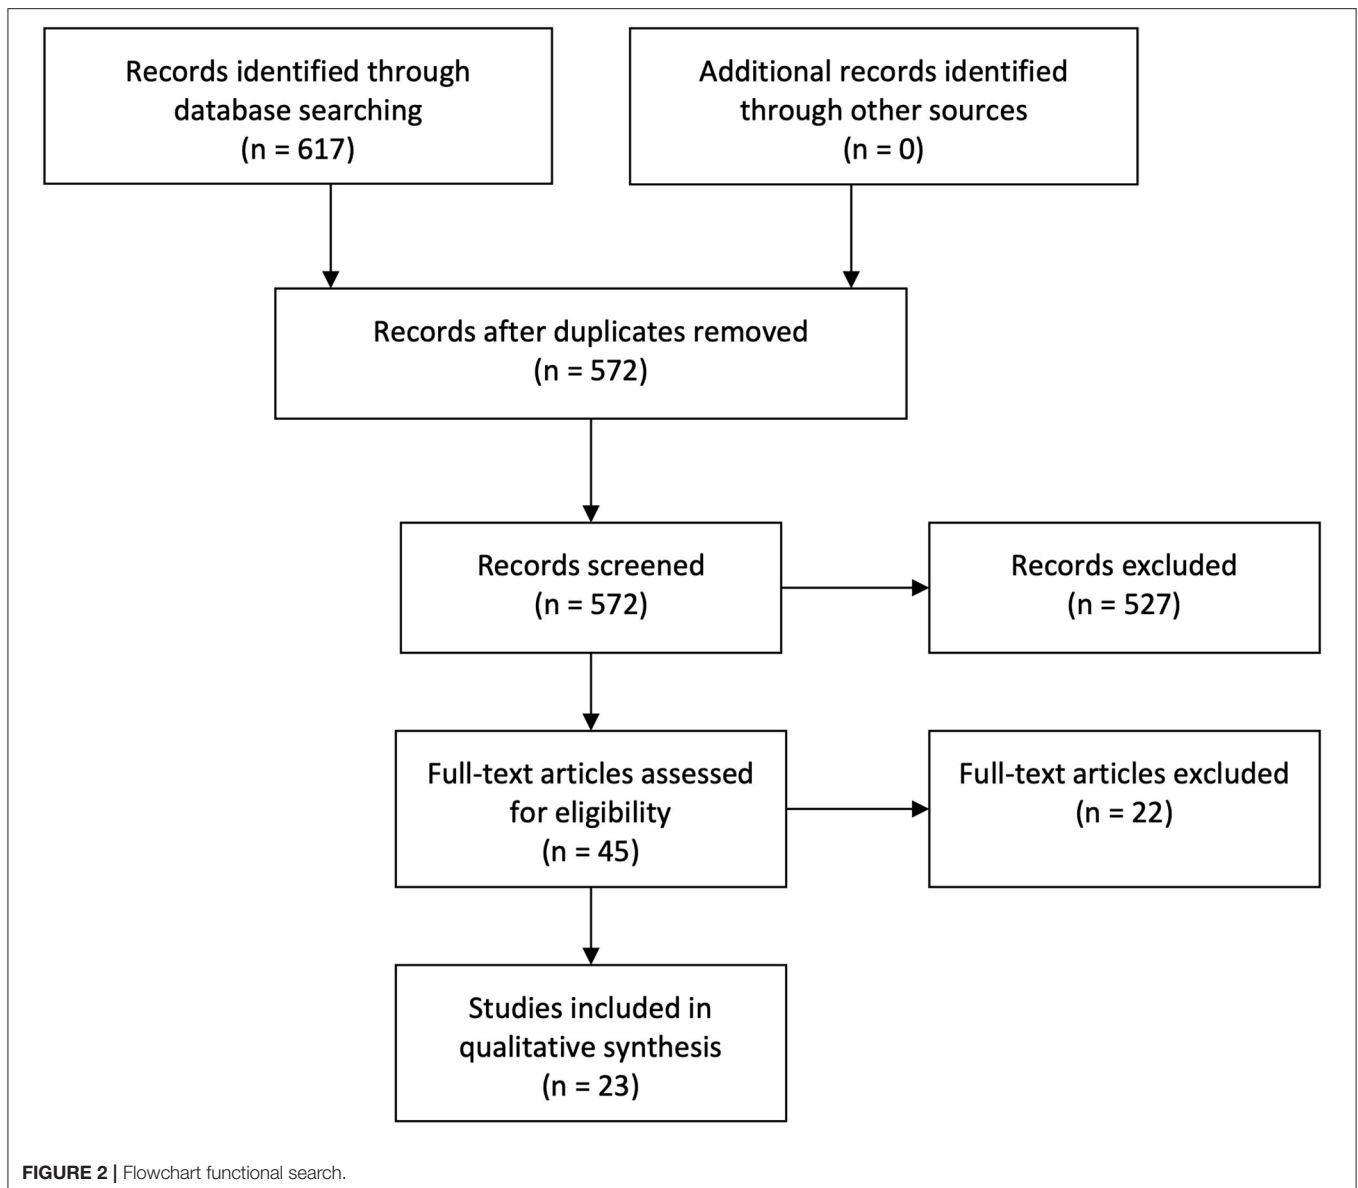 Records identified through
database searching
(n = 617)
Additional records identified
through other sources
(n = 0)
Records after duplicates removed
(n = 572)
Records screened
(n = 572)
Records excluded
(n = 527)
Full-text articles assessed
for eligibility
(n = 45)
Full-text articles excluded
(n = 22)
Studies included in
qualitative synthesis
(n = 23)
FIGURE 2 | Flowchart functional search.